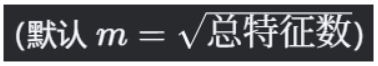 (默认 m = √总特征数)